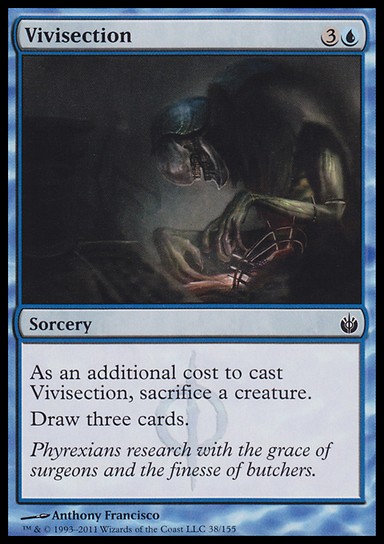 Vivisection 3
Sorcery
As an additional cost to cast
Vivisection, sacrifice a creature.
Draw three cards.
Phyrexians research with the grace of
surgeons and the finesse of butchers.
Anthony Francisco
™ & © 1993–2011 Wizards of the Coast LLC 38/155